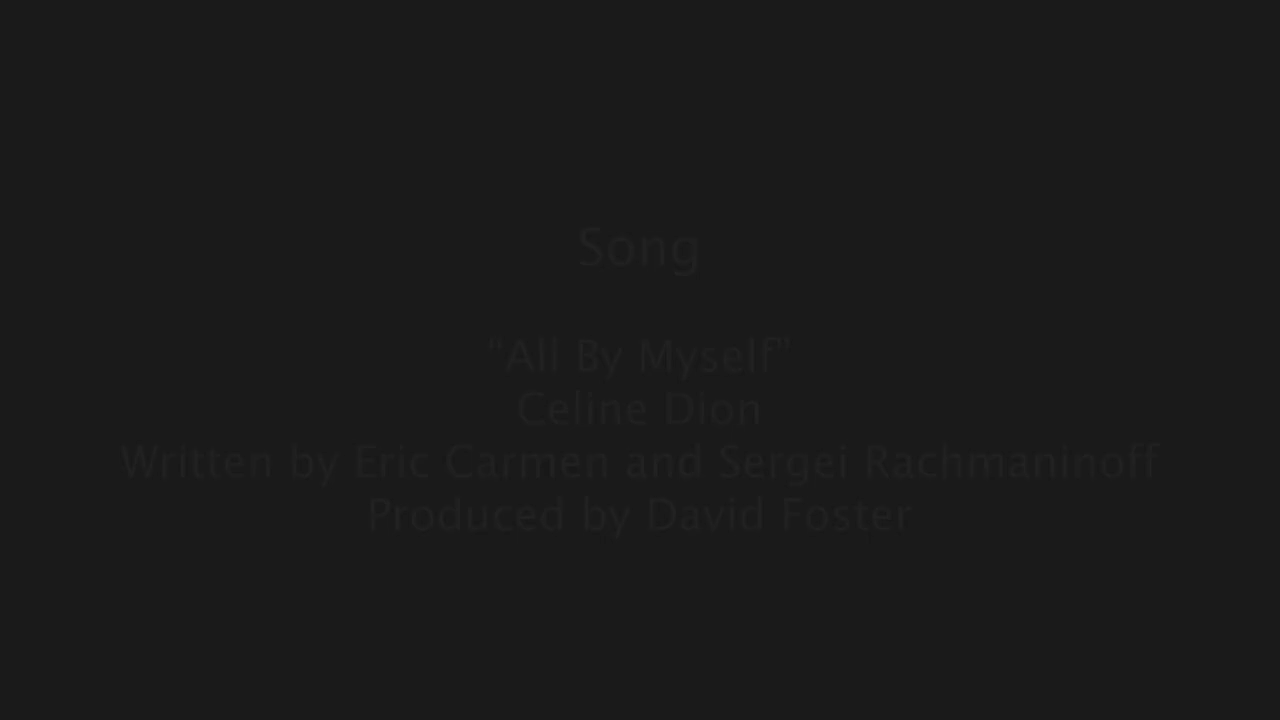 Song
“All By Myself”
Celine Dion
Written by Eric Carmen and Sergei Rachmaninoff
Produced by David Foster